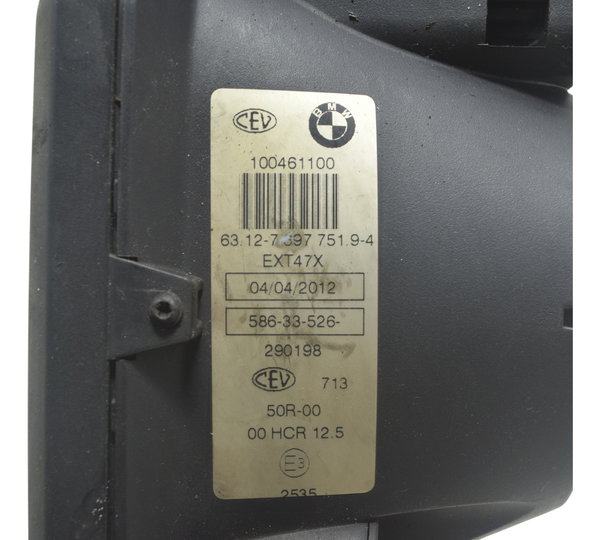 CEV BMW
100461100
63.12-7 697 751.9-4
EXT47X
04/04/2012
586-33-526-
290198
CEV 713
50R-00
00 HCR 12.5
E3
2535